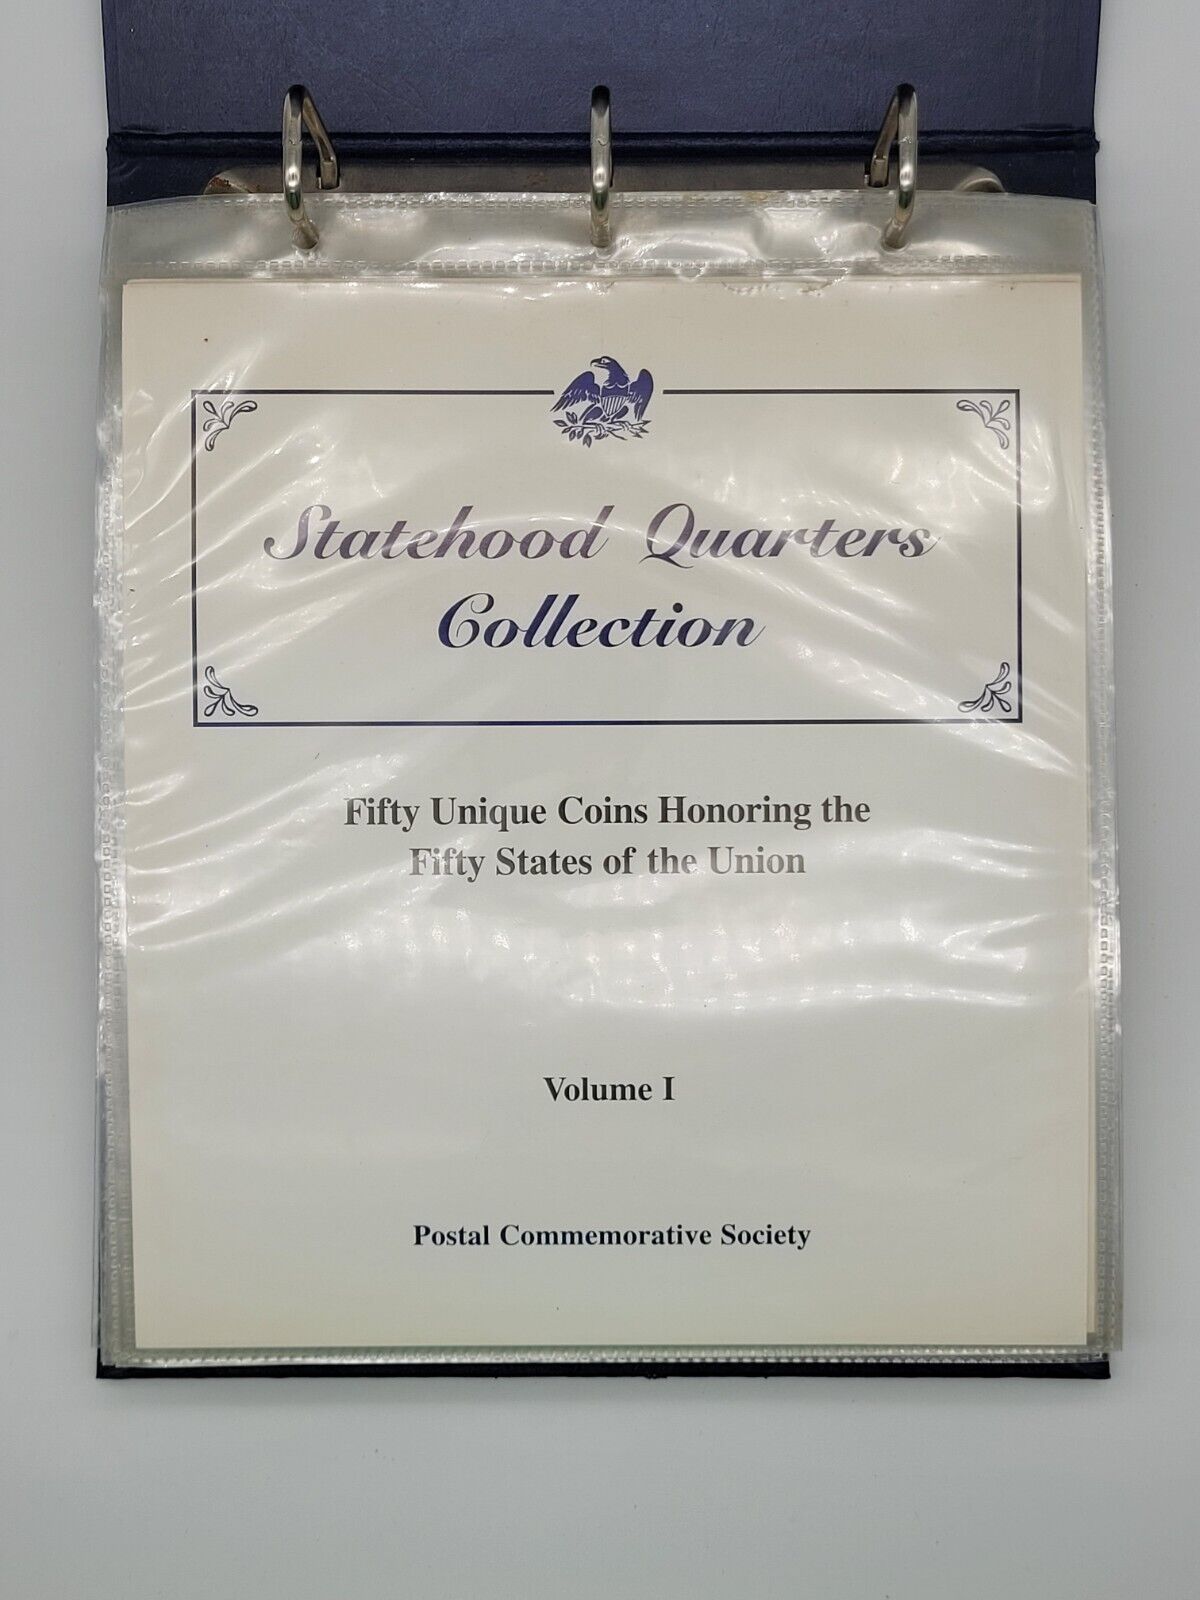 Statehood Quarters
Collection
Fifty Unique Coins Honoring the
Fifty States of the Union
Volume I
Postal Commemorative Society